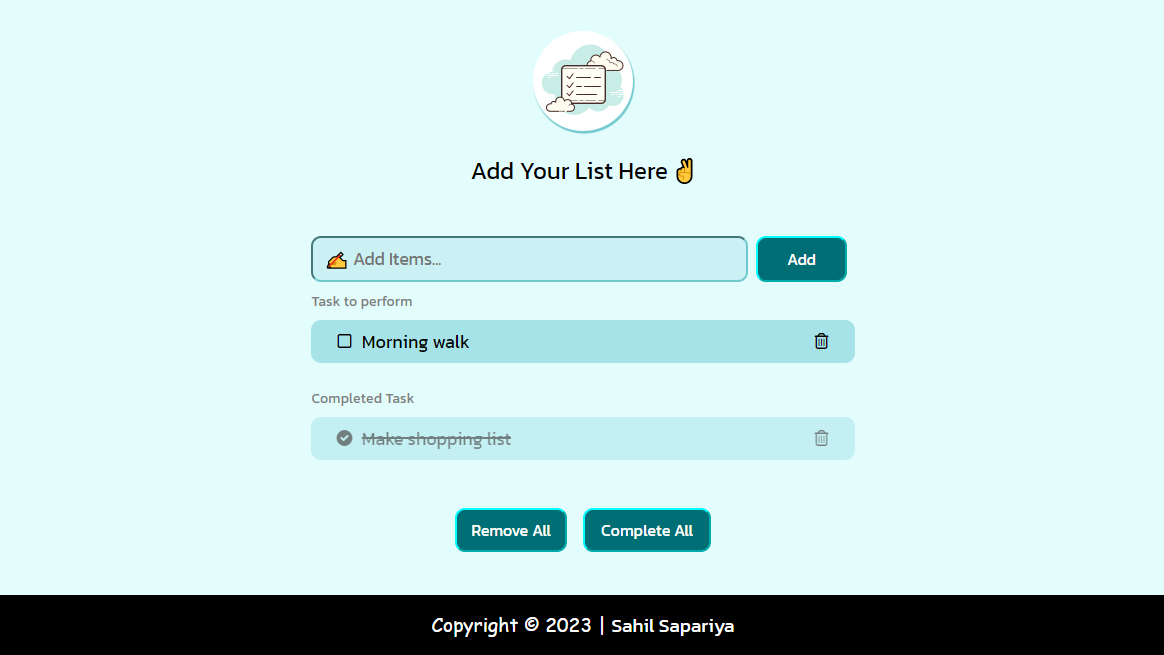 Add Your List Here ✌
✍ Add Items...
Add
Task to perform
Morning walk
Completed Task
Make shopping list
Remove All
Complete All
Copyright © 2023 | Sahil Sapariya